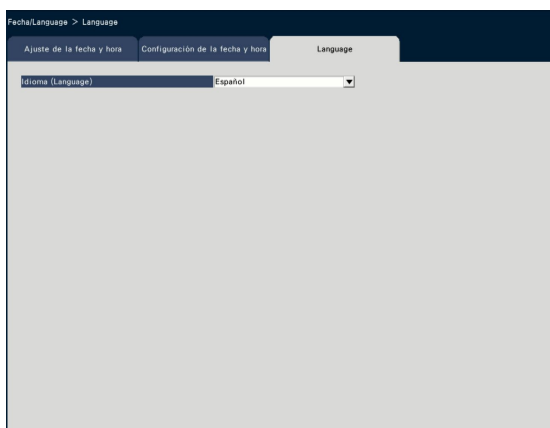 Fecha/Language > Language
Ajuste de la fecha y hora
Configuración de la fecha y hora
Language
Idioma (Language)
Español